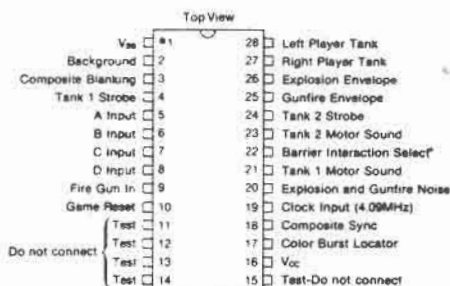 Top View
Vss 1 28 Left Player Tank
Background 2 27 Right Player Tank
Composite Blanking 3 26 Explosion Envelope
Tank 1 Strobe 4 25 Gunfire Envelope
A Input 5 24 Tank 2 Strobe
B Input 6 23 Tank 2 Motor Sound
C Input 7 22 Barrier Interaction Select*
D Input 8 21 Tank 1 Motor Sound
Fire Gun In 9 20 Explosion and Gunfire Noise
Game Reset 10 19 Clock Input (4.09MHz)
Test 11 18 Composite Sync
Test 12 17 Color Burst Locator
Do not connect
Test 13 16 Vcc
Test 14 15 Test-Do not connect